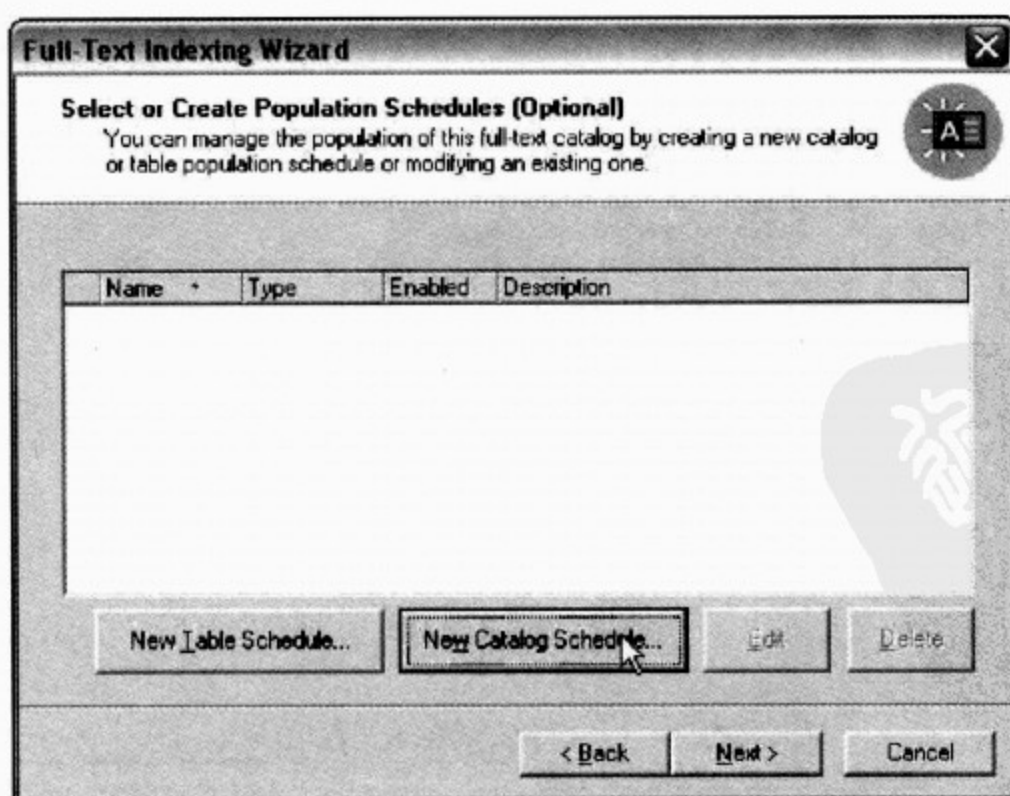 Full-Text Indexing Wizard
Select or Create Population Schedules (Optional)
You can manage the population of this full-text catalog by creating a new catalog
or table population schedule or modifying an existing one.
A
Name Type Enabled Description
New Table Schedule... New Catalog Schedule... Edit Delete
< Back Next > Cancel